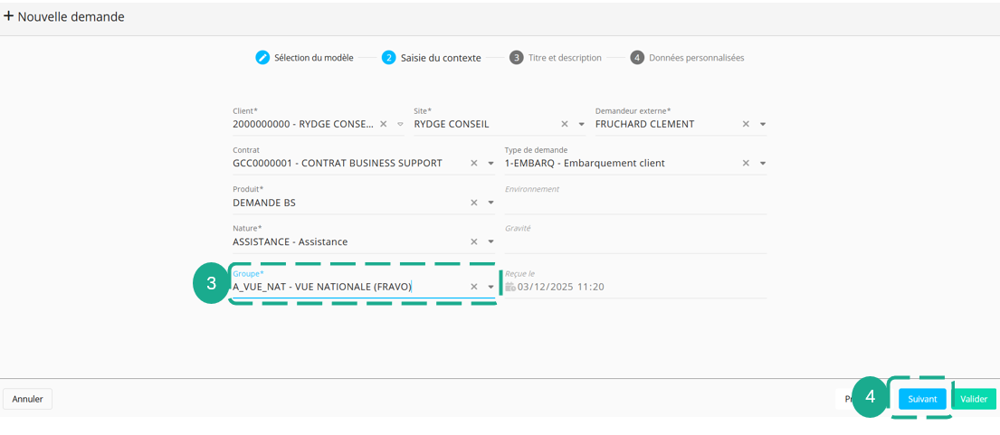 + Nouvelle demande
Sélection du modèle 2 Saisie du contexte 3 Titre et description 4 Données personnalisées
Client* Site* Demandeur externe*
2000000000 - RYDGE CONSE... RYDGE CONSEIL FRUCHARD CLEMENT
Contrat Type de demande
GCC0000001 - CONTRAT BUSINESS SUPPORT 1-EMBARQ - Embarquement client
Produit* Environnement
DEMANDE BS
Nature* Gravité
ASSISTANCE - Assistance
3 Groupe* Reçue le
A_VUE_NAT - VUE NATIONALE (FRAVO) 03/12/2025 11:20
Annuler 4 Suivant Valider